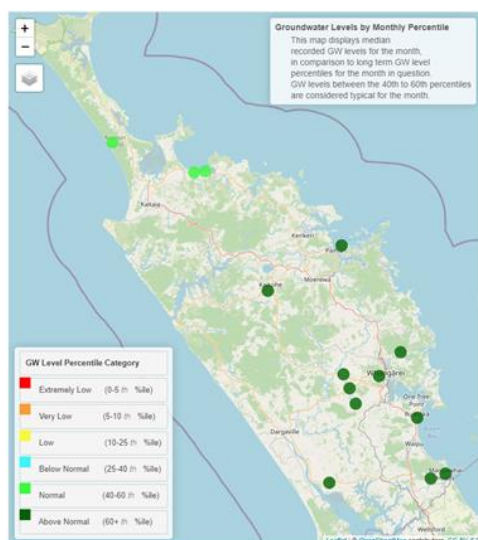 +
−
Groundwater Levels by Monthly Percentile
This map displays median
recorded GW levels for the month,
in comparison to long term GW level
percentiles for the month in question.
GW levels between the 40th to 60th percentiles
are considered typical for the month.
Kaitaia
Kerikeri
Moerewa
One Tree
Point
Dargaville
Waipu
Wellsford
GW Level Percentile Category
Extremely Low (0-5 th %ile)
Very Low (5-10 th %ile)
Low (10-25 th %ile)
Below Normal (25-40 th %ile)
Normal (40-60 th %ile)
Above Normal (60+ th %ile)